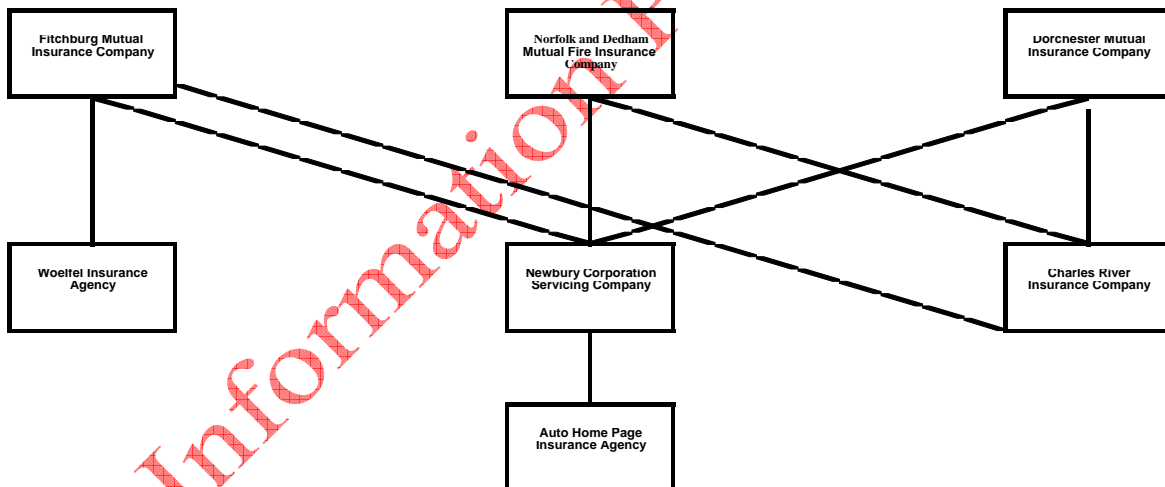 Fitchburg Mutual
Insurance Company
Norfolk and Dedham
Mutual Fire Insurance
Company
Dorchester Mutual
Insurance Company
Woelfel Insurance
Agency
Newbury Corporation
Servicing Company
Charles River
Insurance Company
Auto Home Page
Insurance Agency
Information